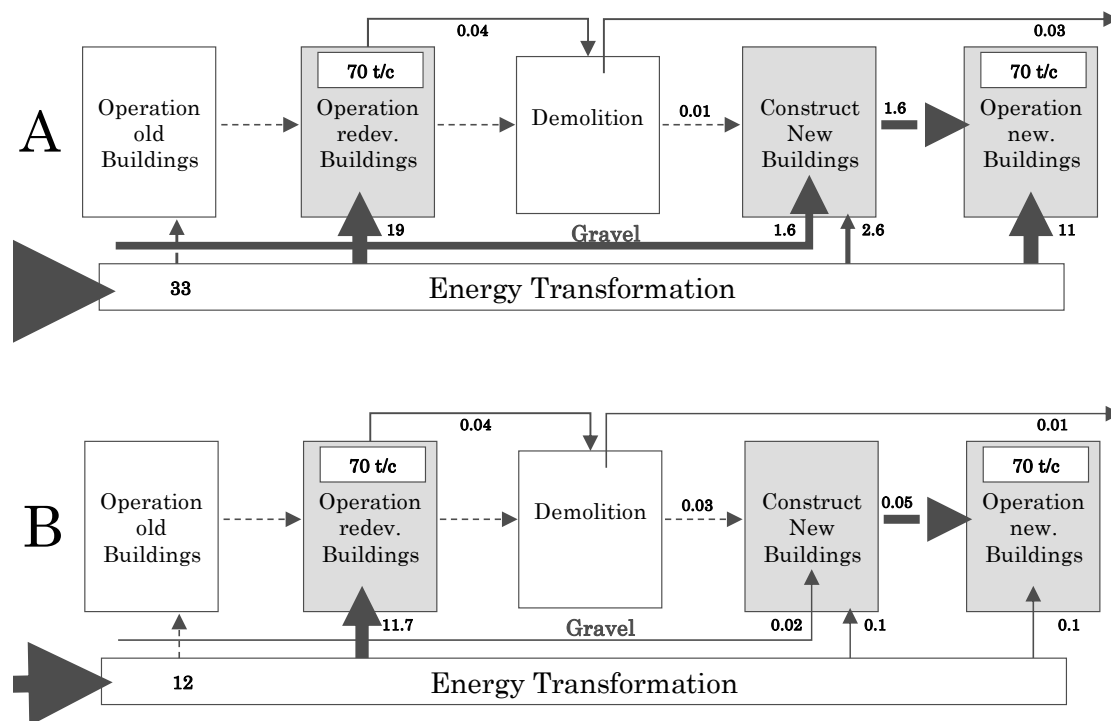 0.04
0.03
A
Operation
old
Buildings
70 t/c
Operation
redev.
Buildings
Demolition
0.01
Construct
New
Buildings
1.6
70 t/c
Operation
new.
Buildings
19
Gravel
1.6
2.6
11
33
Energy Transformation
0.04
0.01
B
Operation
old
Buildings
70 t/c
Operation
redev.
Buildings
Demolition
0.03
Construct
New
Buildings
0.05
70 t/c
Operation
new.
Buildings
11.7
Gravel
0.02
0.1
0.1
12
Energy Transformation